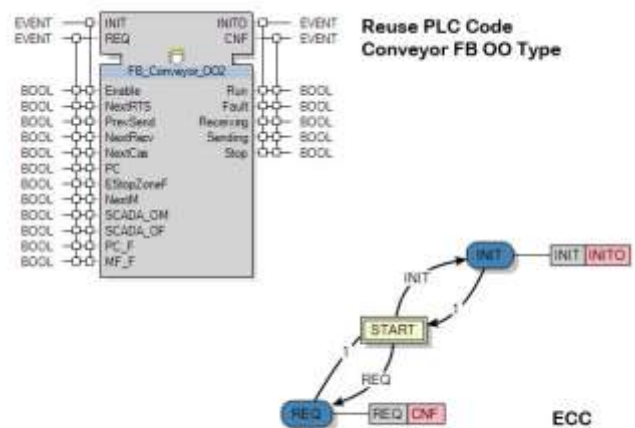 EVENT INIT INITO EVENT
EVENT REQ CNF EVENT
Reuse PLC Code
Conveyor FB OO Type
FB_Conveyor_OO2
BOOL Enable Run BOOL
BOOL NextRTS Fault BOOL
BOOL PrevSend Receiving BOOL
BOOL NextRepv Sending BOOL
BOOL NextCas Stop BOOL
BOOL PC
BOOL EStopZoneF
BOOL NextM
BOOL SCADA_OM
BOOL SCADA_OF
BOOL PC_F
BOOL MF_F
INIT INIT INITO
INIT
1
START
1
REQ
REQ REQ CNF
ECC